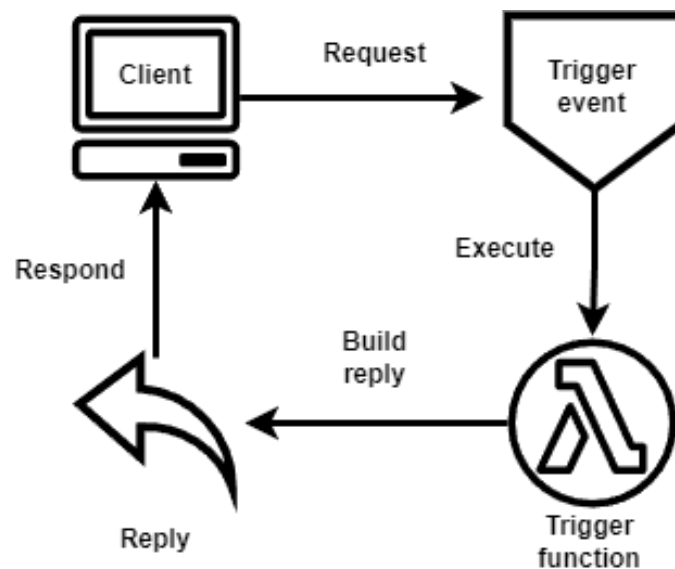 Client
Request
Trigger
event
Execute
Respond
Build
reply
Reply
Trigger
function